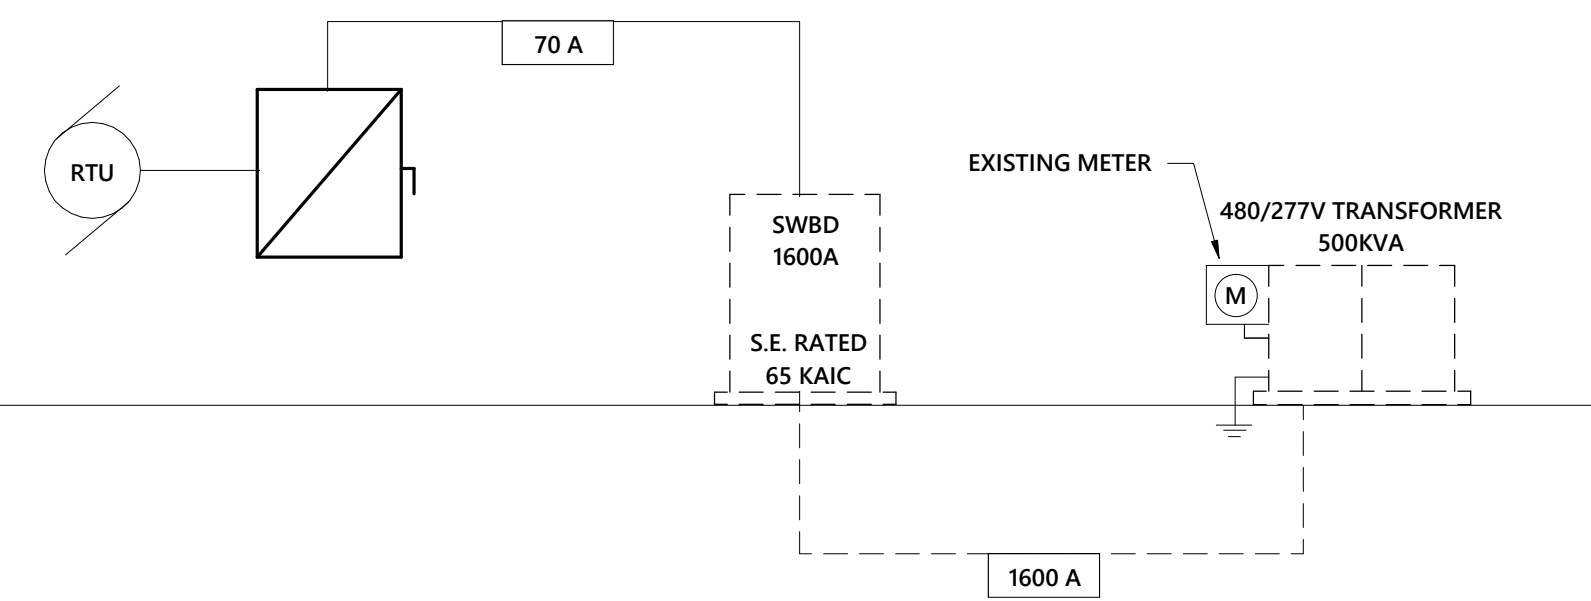 70 A
RTU
EXISTING METER
480/277V TRANSFORMER
500KVA
SWBD
1600A
M
S.E. RATED
65 KAIC
1600 A